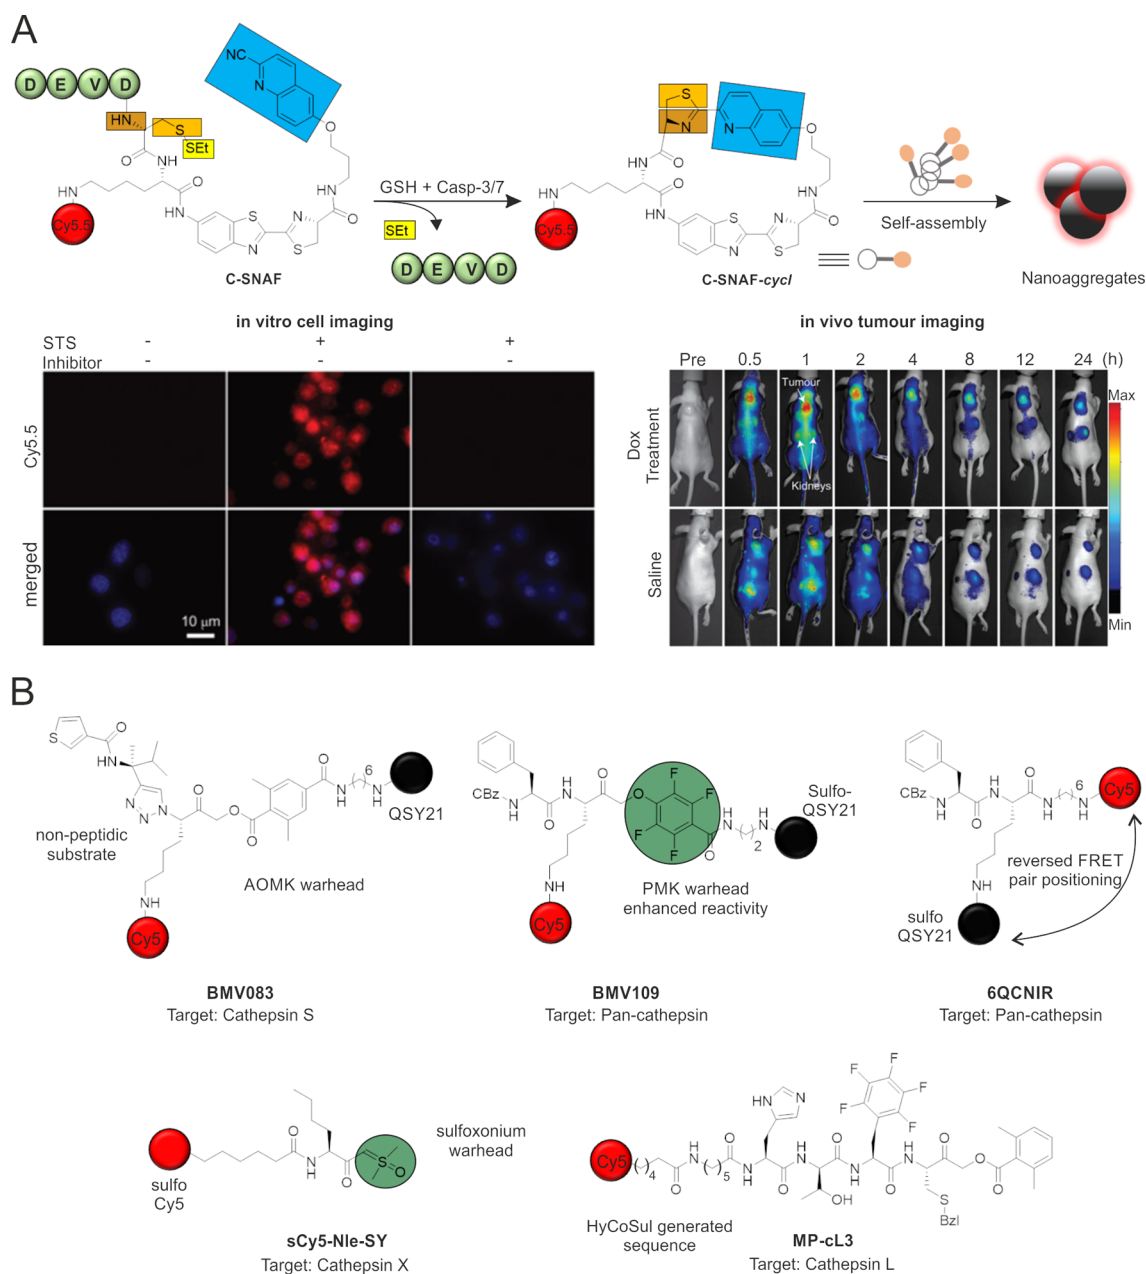 A
D E V D
NC
N
HN
S
SEt
O
O
NH
H
N
O
NH
Cy5.5
HN
S
N
N
S
NH
O
C-SNAF
GSH + Casp-3/7
SEt
D E V D
S
N
N
O
O
NH
H
N
O
NH
Cy5.5
HN
S
N
N
S
NH
O
C-SNAF-cycl
Self-assembly
Nanoaggregates
in vitro cell imaging
STS - + +
Inhibitor - - -
Cy5.5
merged
10 μm
in vivo tumour imaging
Pre 0.5 1 2 4 8 12 24 (h)
Tumour
Kidneys
Dox
Treatment
Saline
Max
Min
B
S
O
HN
N
N
N
O
O
O
O
N
H
6
N
H
QSY21
non-peptidic
substrate
AOMK warhead
NH
Cy5
BMV083
Target: Cathepsin S
CBz
N
H
O
H
N
O
O
F
F
F
F
O
H
N
2
H
N
Sulfo-
QSY21
PMK warhead
enhanced reactivity
NH
Cy5
BMV109
Target: Pan-cathepsin
CBz
N
H
O
H
N
O
N
H
6
N
H
Cy5
reversed FRET
pair positioning
NH
sulfo
QSY21
6QCNIR
Target: Pan-cathepsin
sulfo
Cy5
O
N
H
O
S
O
sulfoxonium
warhead
sCy5-Nle-SY
Target: Cathepsin X
Cy5
4
O
H
N
5
O
N
H
HN
N
O
H
N
OH
O
N
H
F
F
F
F
F
O
H
N
O
O
O
S
Bzl
HyCoSul generated
sequence
MP-cL3
Target: Cathepsin L